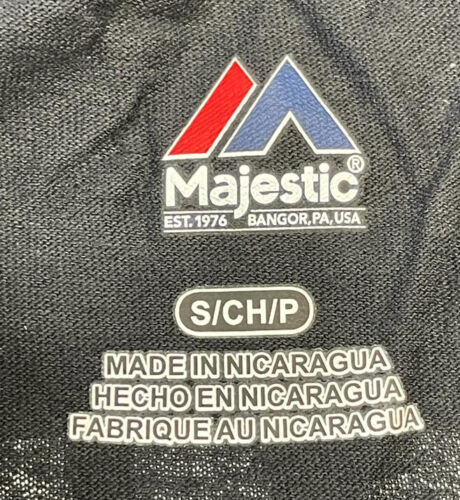 Majestic®
EST. 1976 BANGOR, PA, USA
S/CH/P
MADE IN NICARAGUA
HECHO EN NICARAGUA
FABRIQUE AU NICARAGUA